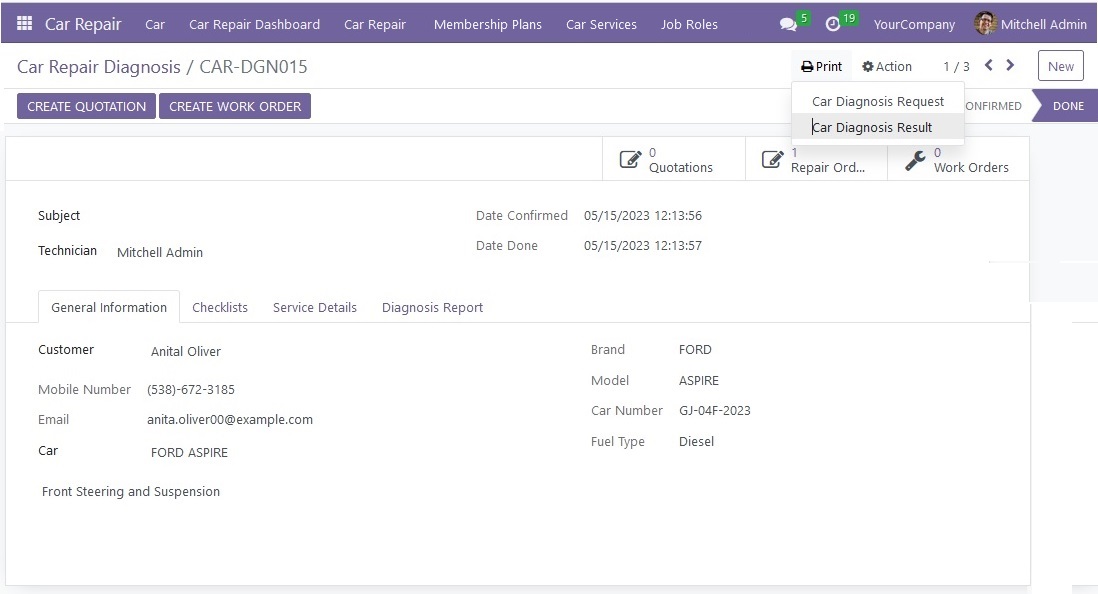 Car Repair Car Car Repair Dashboard Car Repair Membership Plans Car Services Job Roles 5 19 YourCompany Mitchell Admin
Car Repair Diagnosis / CAR-DGN015 Print Action 1 / 3 New
CREATE QUOTATION CREATE WORK ORDER ONFIRMED DONE
Car Diagnosis Request
Car Diagnosis Result
0 Quotations
1 Repair Ord...
0 Work Orders
Subject
Date Confirmed 05/15/2023 12:13:56
Technician Mitchell Admin
Date Done 05/15/2023 12:13:57
General Information Checklists Service Details Diagnosis Report
Customer Anital Oliver
Brand FORD
Mobile Number (538)-672-3185
Model ASPIRE
Email anita.oliver00@example.com
Car Number GJ-04F-2023
Car FORD ASPIRE
Fuel Type Diesel
Front Steering and Suspension